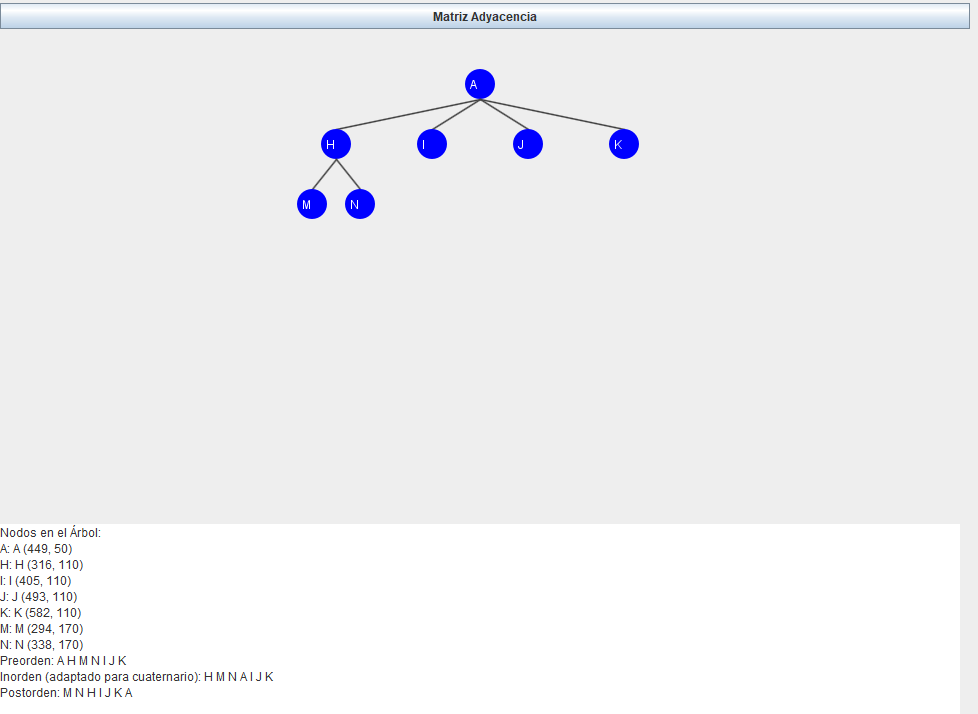 Matriz Adyacencia
A
H I J K
M N
Nodos en el Árbol:
A: A (449, 50)
H: H (316, 110)
I: I (405, 110)
J: J (493, 110)
K: K (582, 110)
M: M (294, 170)
N: N (338, 170)
Preorden: A H M N I J K
Inorden (adaptado para cuaternario): H M N A I J K
Postorden: M N H I J K A